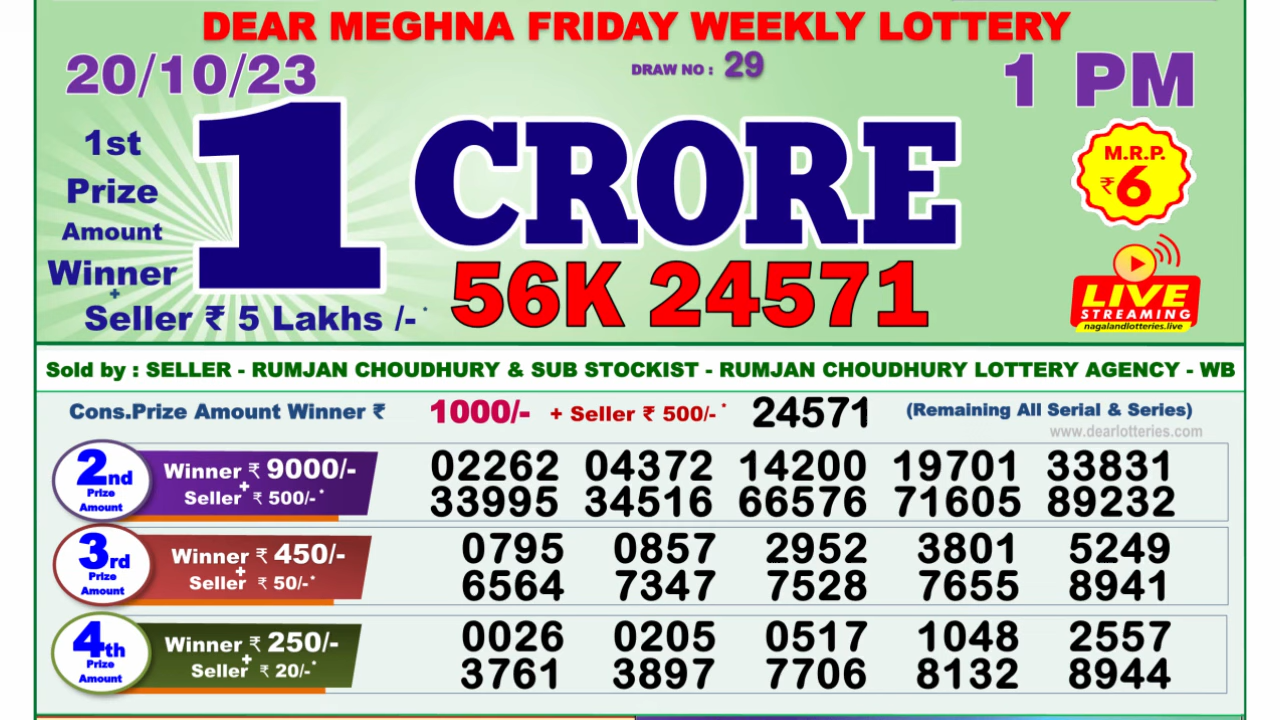 DEAR MEGHNA FRIDAY WEEKLY LOTTERY
20/10/23
DRAW NO : 29
1 PM
1st
Prize
Amount
Winner
+
Seller ₹ 5 Lakhs /-*
1 CRORE
56K 24571
M.R.P.
₹6
LIVE
STREAMING
nagalandlotteries.live
Sold by : SELLER - RUMJAN CHOUDHURY & SUB STOCKIST - RUMJAN CHOUDHURY LOTTERY AGENCY - WB
Cons.Prize Amount Winner ₹ 1000/- + Seller ₹ 500/-* 24571 (Remaining All Serial & Series)
www.dearlotteries.com
2nd
Prize
Amount
Winner ₹ 9000/-
+
Seller ₹ 500/-*
02262 04372 14200 19701 33831
33995 34516 66576 71605 89232
3rd
Prize
Amount
Winner ₹ 450/-
+
Seller ₹ 50/-*
0795 0857 2952 3801 5249
6564 7347 7528 7655 8941
4th
Prize
Amount
Winner ₹ 250/-
+
Seller ₹ 20/-*
0026 0205 0517 1048 2557
3761 3897 7706 8132 8944